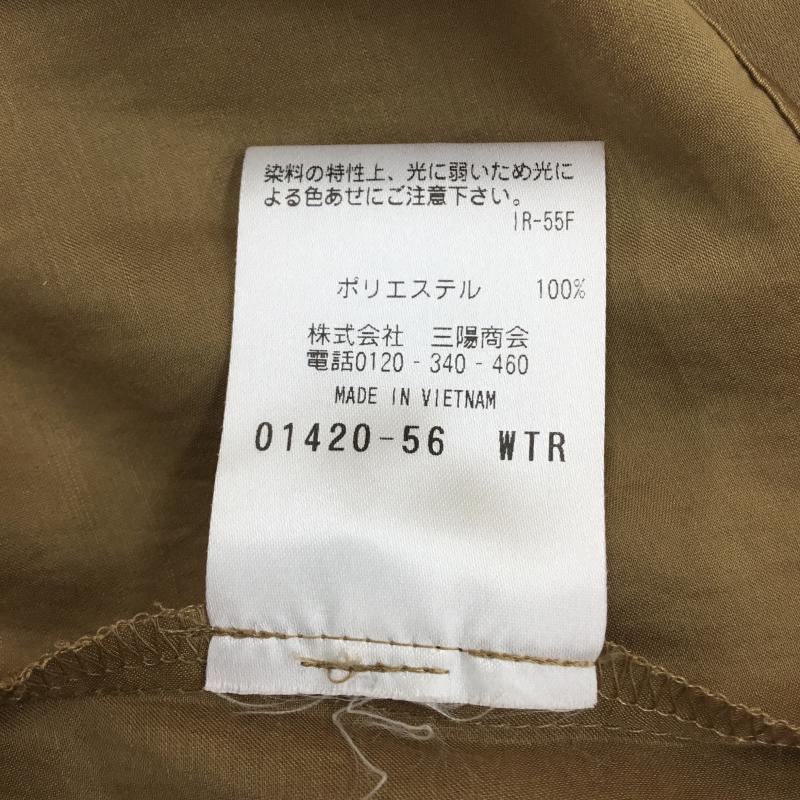 染料の特性上、光に弱いため光に
よる色あせにご注意下さい。
IR-55F
ポリエステル 100%
株式会社 三陽商会
電話0120-340-460
MADE IN VIETNAM
01420-56 WTR